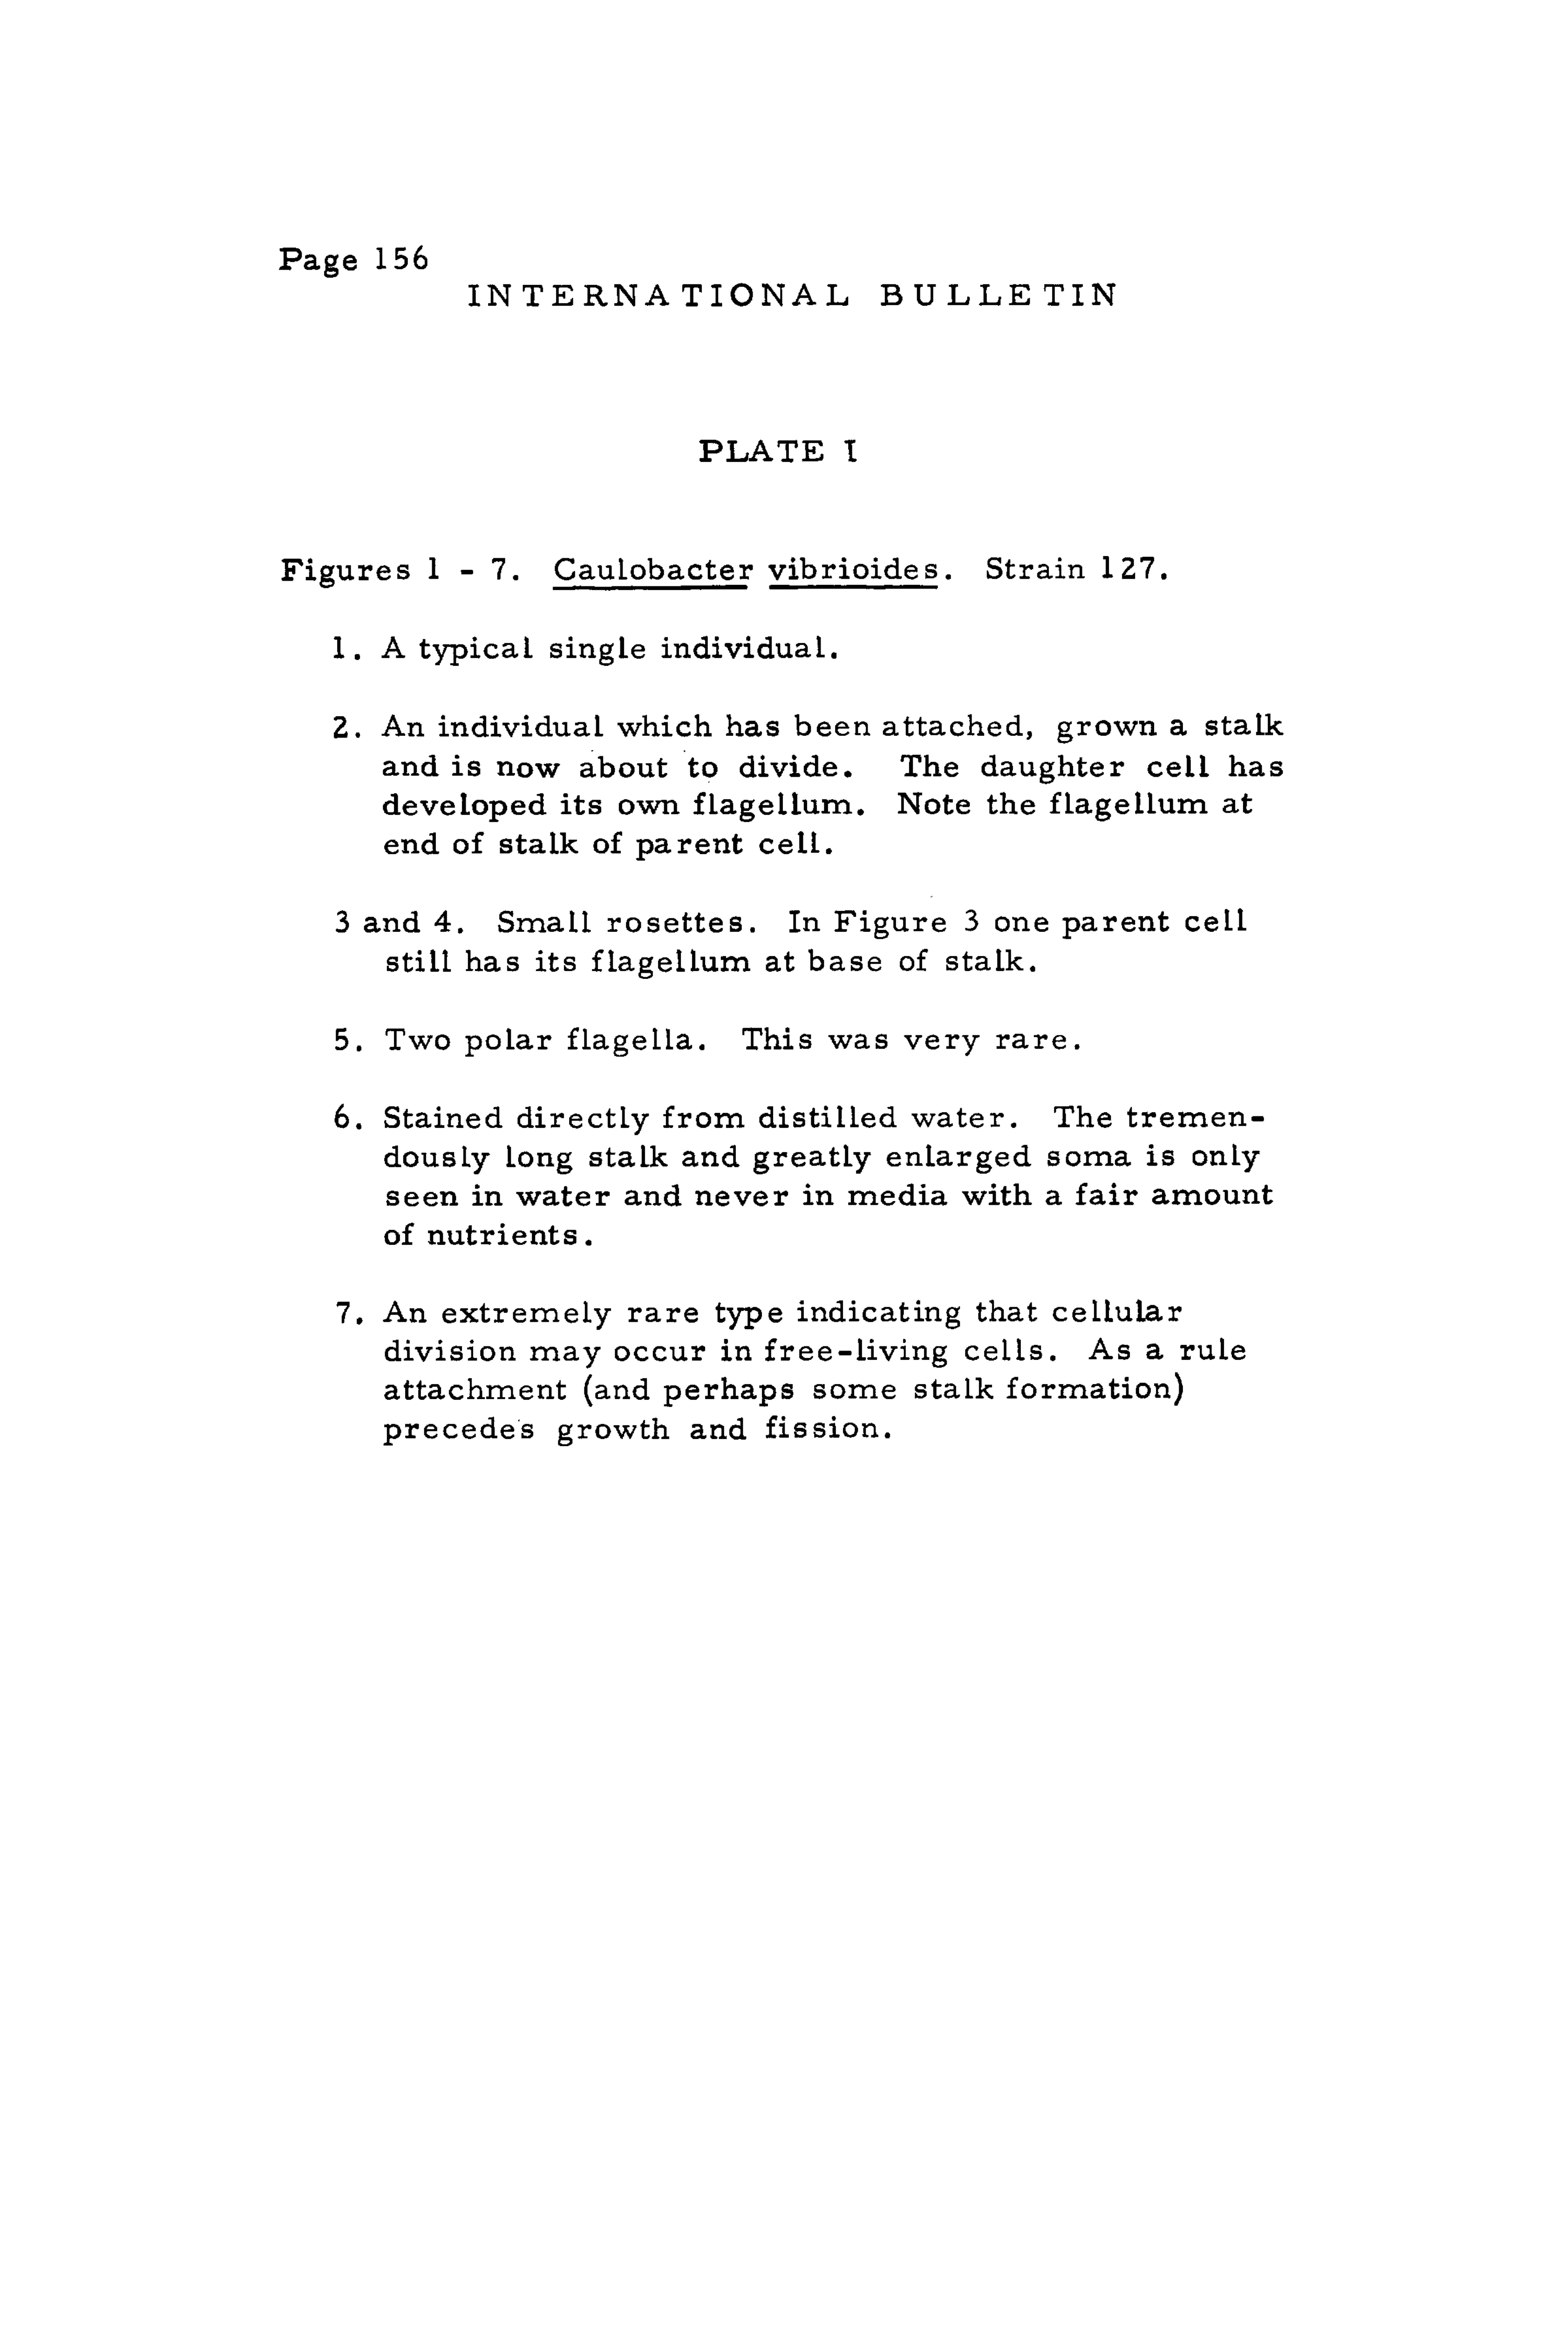 Page 156
INTERNATIONAL BULLETIN
PLATE I
Figures 1 - 7. Caulobacter vibrioides. Strain 127.
1. A typical single individual.
2. An individual which has been attached, grown a stalk
and is now about to divide. The daughter cell has
developed its own flagellum. Note the flagellum at
end of stalk of parent cell.
3 and 4. Small rosettes. In Figure 3 one parent cell
still has its flagellum at base of stalk.
5. Two polar flagella. This was very rare.
6. Stained directly from distilled water. The tremen-
dously long stalk and greatly enlarged soma is only
seen in water and never in media with a fair amount
of nutrients.
7. An extremely rare type indicating that cellular
division may occur in free-living cells. As a rule
attachment (and perhaps some stalk formation)
precedes growth and fission.